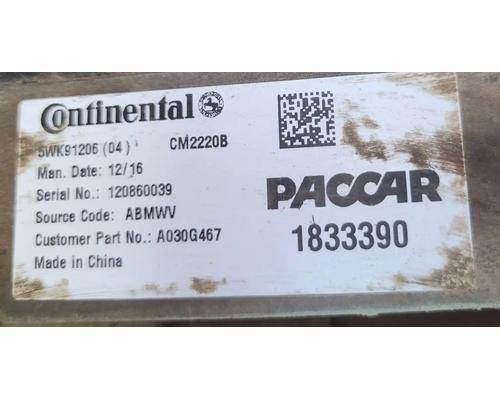 Continental
5WK91206 (04) CM2220B
Man. Date: 12/16
Serial No.: 120860039
Source Code: ABMWV
Customer Part No.: A030G467
Made in China
PACCAR
1833390